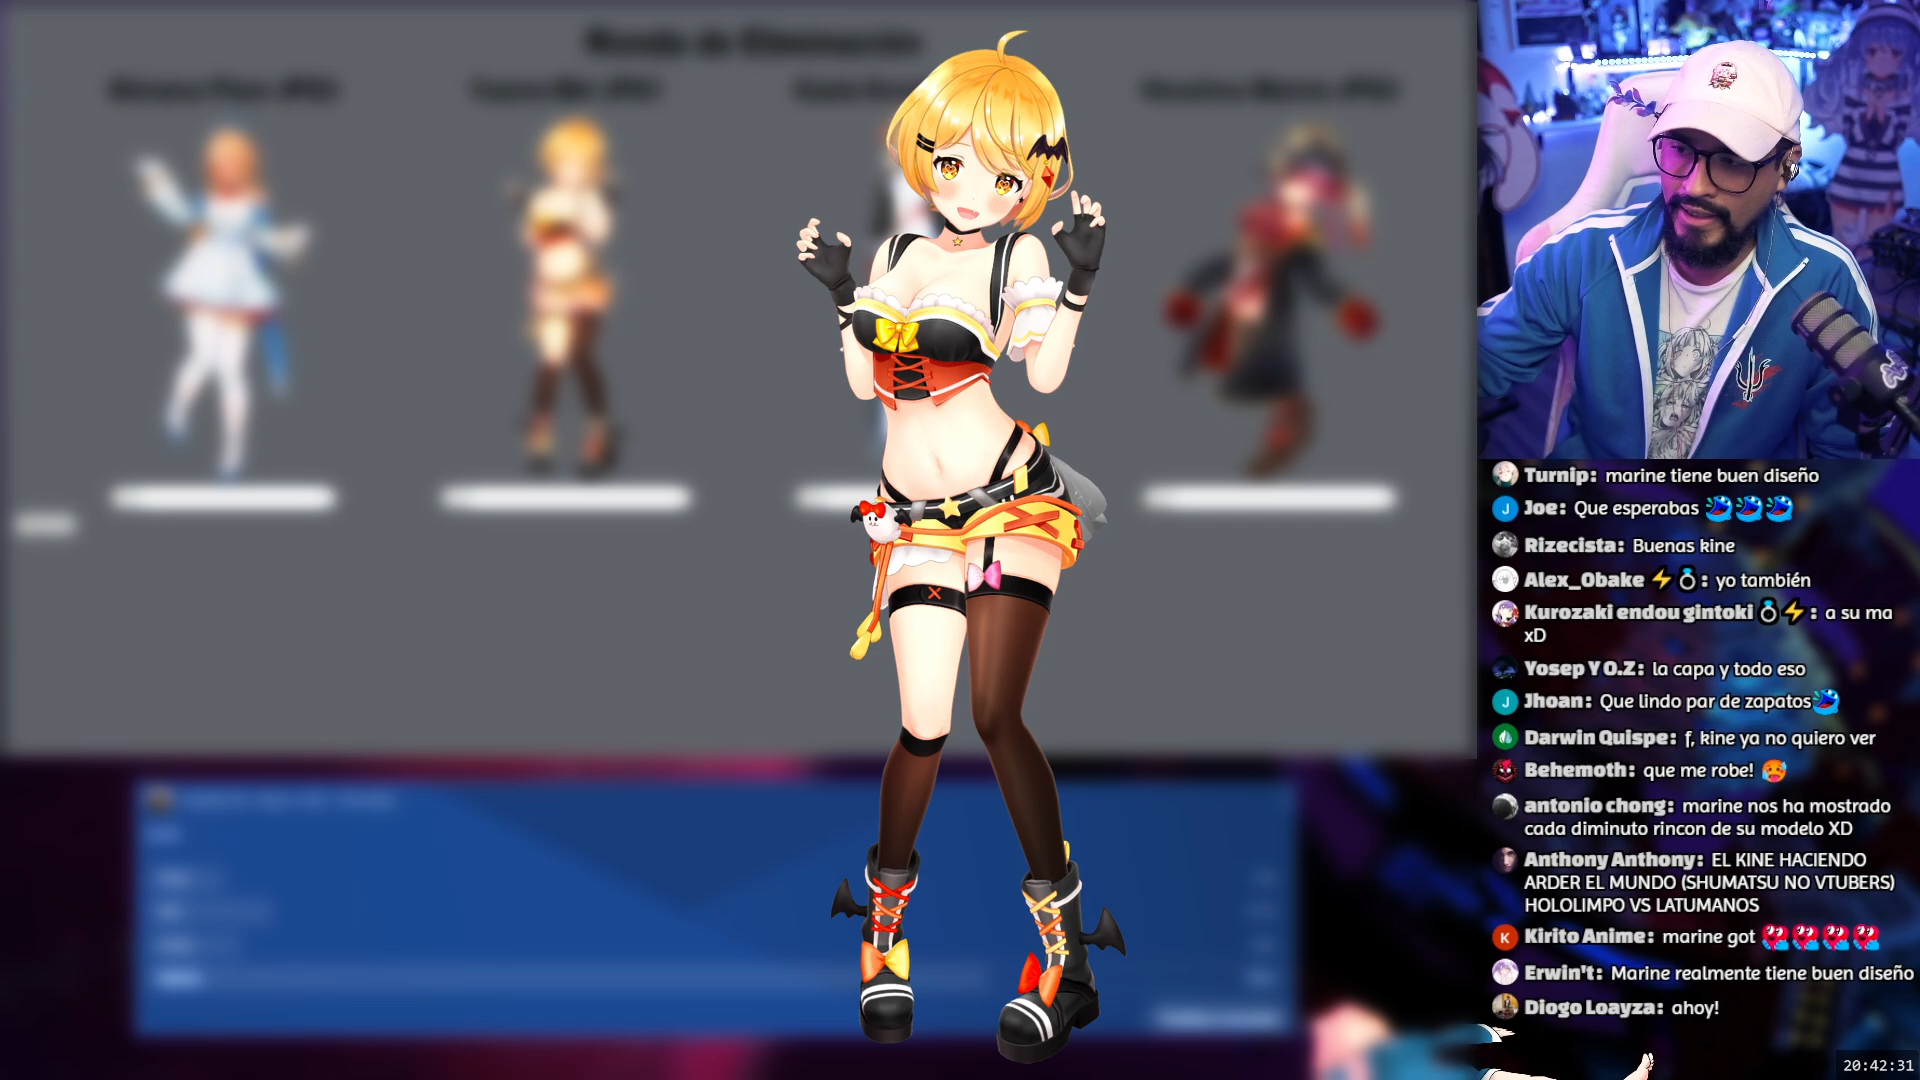 Ronda de Eliminación
Turnip: marine tiene buen diseño
Joe: Que esperabas
Rizecista: Buenas kine
Alex_Obake : yo también
Kurozaki endou gintoki : a su ma
xD
Yosep Y O.Z: la capa y todo eso
Jhoan: Que lindo par de zapatos
Darwin Quispe: f, kine ya no quiero ver
Behemoth: que me robe!
antonio chong: marine nos ha mostrado
cada diminuto rincon de su modelo XD
Anthony Anthony: EL KINE HACIENDO
ARDER EL MUNDO (SHUMATSU NO VTUBERS)
HOLOLIMPO VS LATUMANOS
Kirito Anime: marine got
Erwin't: Marine realmente tiene buen diseño
Diogo Loayza: ahoy!
20:42:31